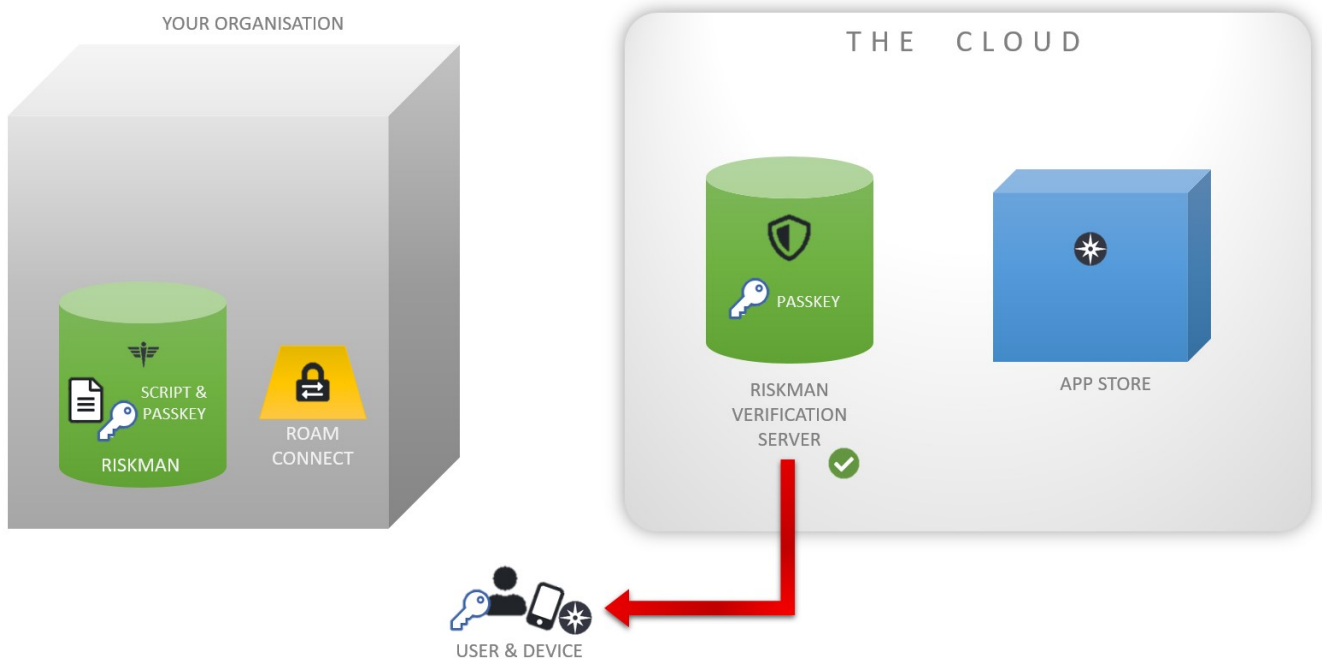 YOUR ORGANISATION
SCRIPT &
PASSKEY
RISKMAN
ROAM
CONNECT
THE CLOUD
PASSKEY
RISKMAN
VERIFICATION
SERVER
APP STORE
USER & DEVICE